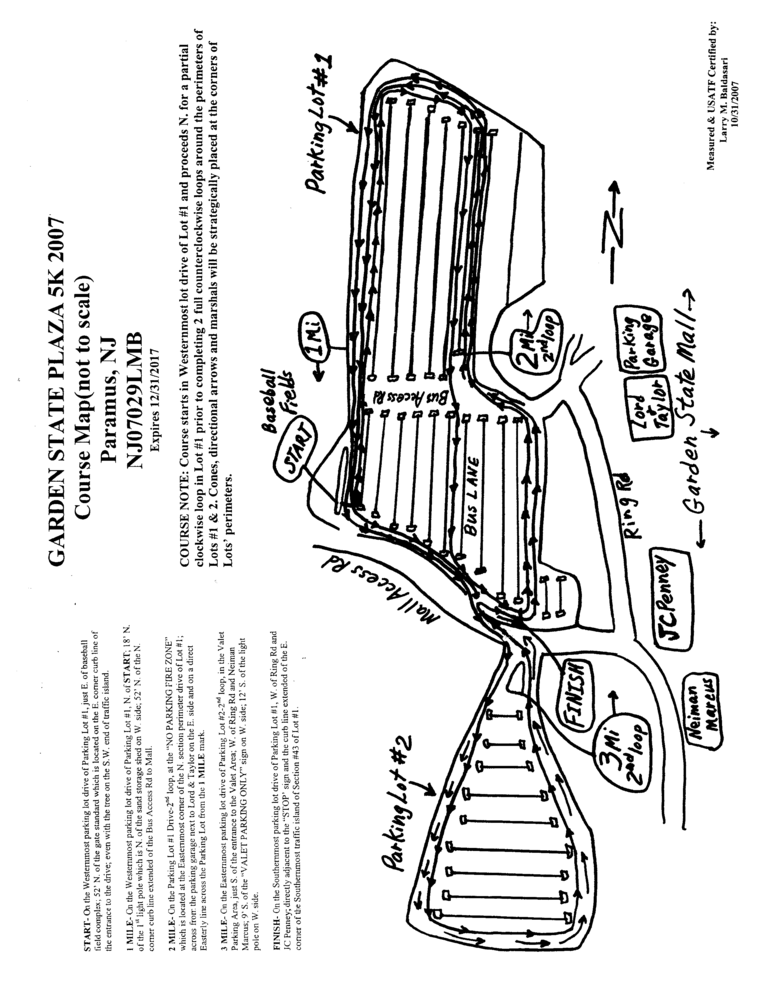 GARDEN STATE PLAZA 5K 2007
Course Map(not to scale)
Paramus, NJ
NJ07029LMB
Expires 12/31/2017
COURSE NOTE: Course starts in Westernmost lot drive of Lot #1 and proceeds N. for a partial
clockwise loop in Lot #1 prior to completing 2 full counterclockwise loops around the perimeters of
Lots #1 & 2. Cones, directional arrows and marshals will be strategically placed at the corners of
Lots' perimeters.
START- On the Westernmost parking lot drive of Parking Lot #1, just E. of baseball
field complex; 52' N. of the gate standard which is located on the E. corner curb line of
the entrance to the drive; even with the tree on the S.W. end of traffic island.
1 MILE- On the Westernmost parking lot drive of Parking Lot #1, N. of START; 18' N.
of the 1st light pole which is N. of the sand storage shed on W. side; 52' N. of the N.
corner curb line extended of the Bus Access Rd to Mall.
2 MILE- On the Parking Lot #1 Drive-2nd loop, at the "NO PARKING FIRE ZONE"
which is located at the Easternmost corner of the N. section perimeter drive of Lot #1;
across from the parking garage next to Lord & Taylor on the E. side and on a direct
Easterly line across the Parking Lot from the 1 MILE mark.
3 MILE- On the Easternmost parking drive of Parking Lot #2-2nd loop, in the Valet
Parking Area, just S. of the entrance to the Valet Area; W. of Ring Rd and Neiman
Marcus; 9' S. of the "VALET PARKING ONLY" sign on W. side; 12' S. of the light
pole on W. side.
FINISH- On the Southernmost parking lot drive of Parking Lot #1, W. of Ring Rd and
JC Penney; directly adjacent to the "STOP' sign and the curb line extended of the E.
corner of the Southernmost traffic island of Section #43 of Lot #1.
Parking Lot #1
1 Mi
Baseball
Fields
START
Bus Access Rd
BUS LANE
Mall Access Rd
2 Mi
2nd loop
N
Parking
Garage
Lord
+
Taylor
Garden State Mall
Ring Rd
JC Penney
FINISH
3 Mi
2nd loop
Neiman
Marcus
Parking Lot #2
Measured & USATF Certified by:
Larry M. Baldasari
10/31/2007